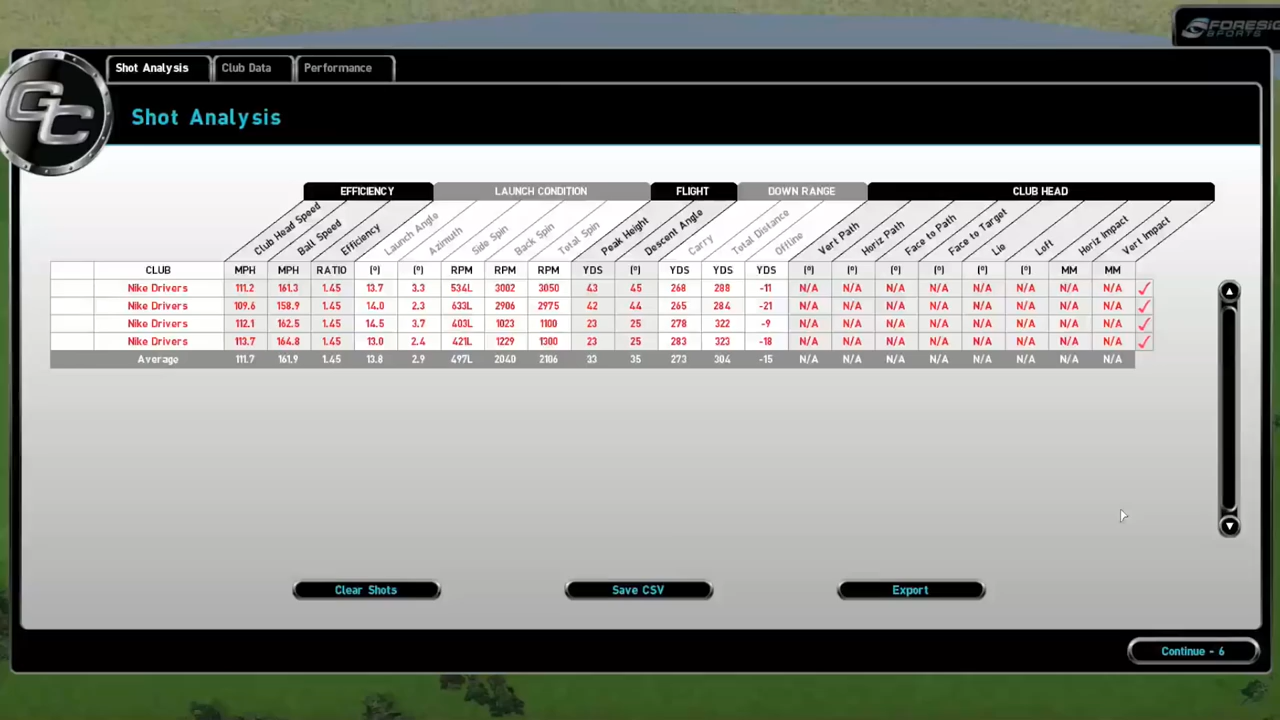 FORESIG
SPORTS
GC
Shot Analysis Club Data Performance
Shot Analysis
EFFICIENCY LAUNCH CONDITION FLIGHT DOWN RANGE CLUB HEAD
Club Head Speed Ball Speed Efficiency Launch Angle Azimuth Side Spin Back Spin Total Spin Peak Height Descent Angle Carry Total Distance Offline Vert Path Horiz Path Face to Path Face to Target Lie Loft Horiz Impact Vert Impact
CLUB MPH MPH RATIO (º) (º) RPM RPM RPM YDS (º) YDS YDS YDS (º) (º) (º) (º) (º) (º) MM MM
Nike Drivers 111.2 161.3 1.45 13.7 3.3 534L 3002 3050 43 45 268 288 -11 N/A N/A N/A N/A N/A N/A N/A N/A
Nike Drivers 109.6 158.9 1.45 14.0 2.3 633L 2906 2975 42 44 265 284 -21 N/A N/A N/A N/A N/A N/A N/A N/A
Nike Drivers 112.1 162.5 1.45 14.5 3.7 403L 1023 1100 23 25 278 322 -9 N/A N/A N/A N/A N/A N/A N/A N/A
Nike Drivers 113.7 164.8 1.45 13.0 2.4 421L 1229 1300 23 25 283 323 -18 N/A N/A N/A N/A N/A N/A N/A N/A
Average 111.7 161.9 1.45 13.8 2.9 497L 2040 2106 33 35 273 304 -15 N/A N/A N/A N/A N/A N/A N/A N/A
Clear Shots Save CSV Export
Continue - 6